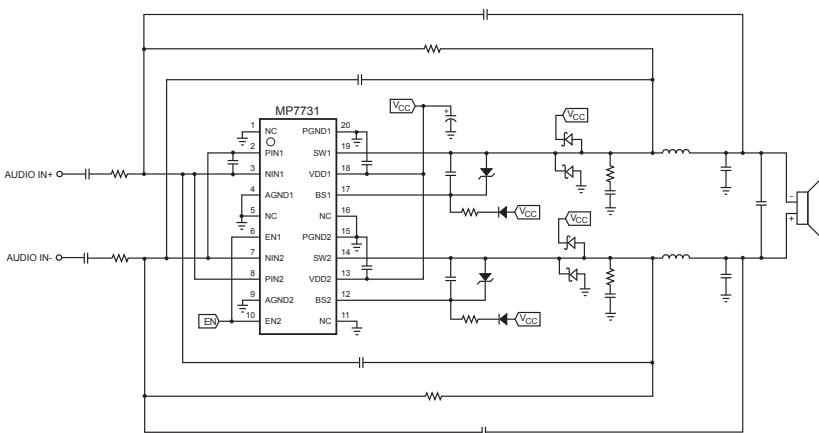 MP7731
VCC
VCC
1 NC PGND1 20
2 PIN1 SW1 19
AUDIO IN+ 3 NIN1 VDD1 18
4 AGND1 BS1 17
5 NC NC 16
VCC
-
+
6 EN1 PGND2 15
VCC
AUDIO IN- 7 NIN2 SW2 14
8 PIN2 VDD2 13
9 AGND2 BS2 12
EN 10 EN2 NC 11
VCC
+